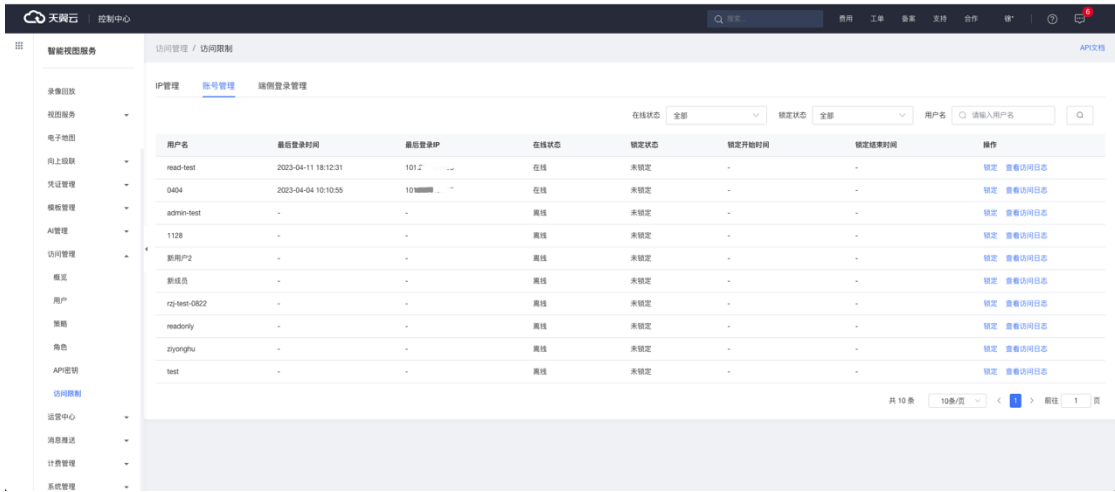 天翼云 | 控制中心 搜索... 费用 工单 备案 支持 合作 徐* 6
智能视图服务 访问管理 / 访问限制 API文档
录像回放
视图服务
电子地图
向上级联
凭证管理
模板管理
AI管理
访问管理
概览
用户
策略
角色
API密钥
访问限制
运营中心
消息推送
计费管理
系统管理
IP管理 账号管理 端侧登录管理
在线状态 全部 锁定状态 全部 用户名 请输入用户名
用户名 最后登录时间 最后登录IP 在线状态 锁定状态 锁定开始时间 锁定结束时间 操作
read-test 2023-04-11 18:12:31 101. 在线 未锁定 - - 锁定 查看访问日志
0404 2023-04-04 10:10:55 101 在线 未锁定 - - 锁定 查看访问日志
admin-test - - 离线 未锁定 - - 锁定 查看访问日志
1128 - - 离线 未锁定 - - 锁定 查看访问日志
新用户2 - - 离线 未锁定 - - 锁定 查看访问日志
新成员 - - 离线 未锁定 - - 锁定 查看访问日志
rzj-test-0822 - - 离线 未锁定 - - 锁定 查看访问日志
readonly - - 离线 未锁定 - - 锁定 查看访问日志
ziyonghu - - 离线 未锁定 - - 锁定 查看访问日志
test - - 离线 未锁定 - - 锁定 查看访问日志
共 10 条 10条/页 < 1 > 前往 1 页